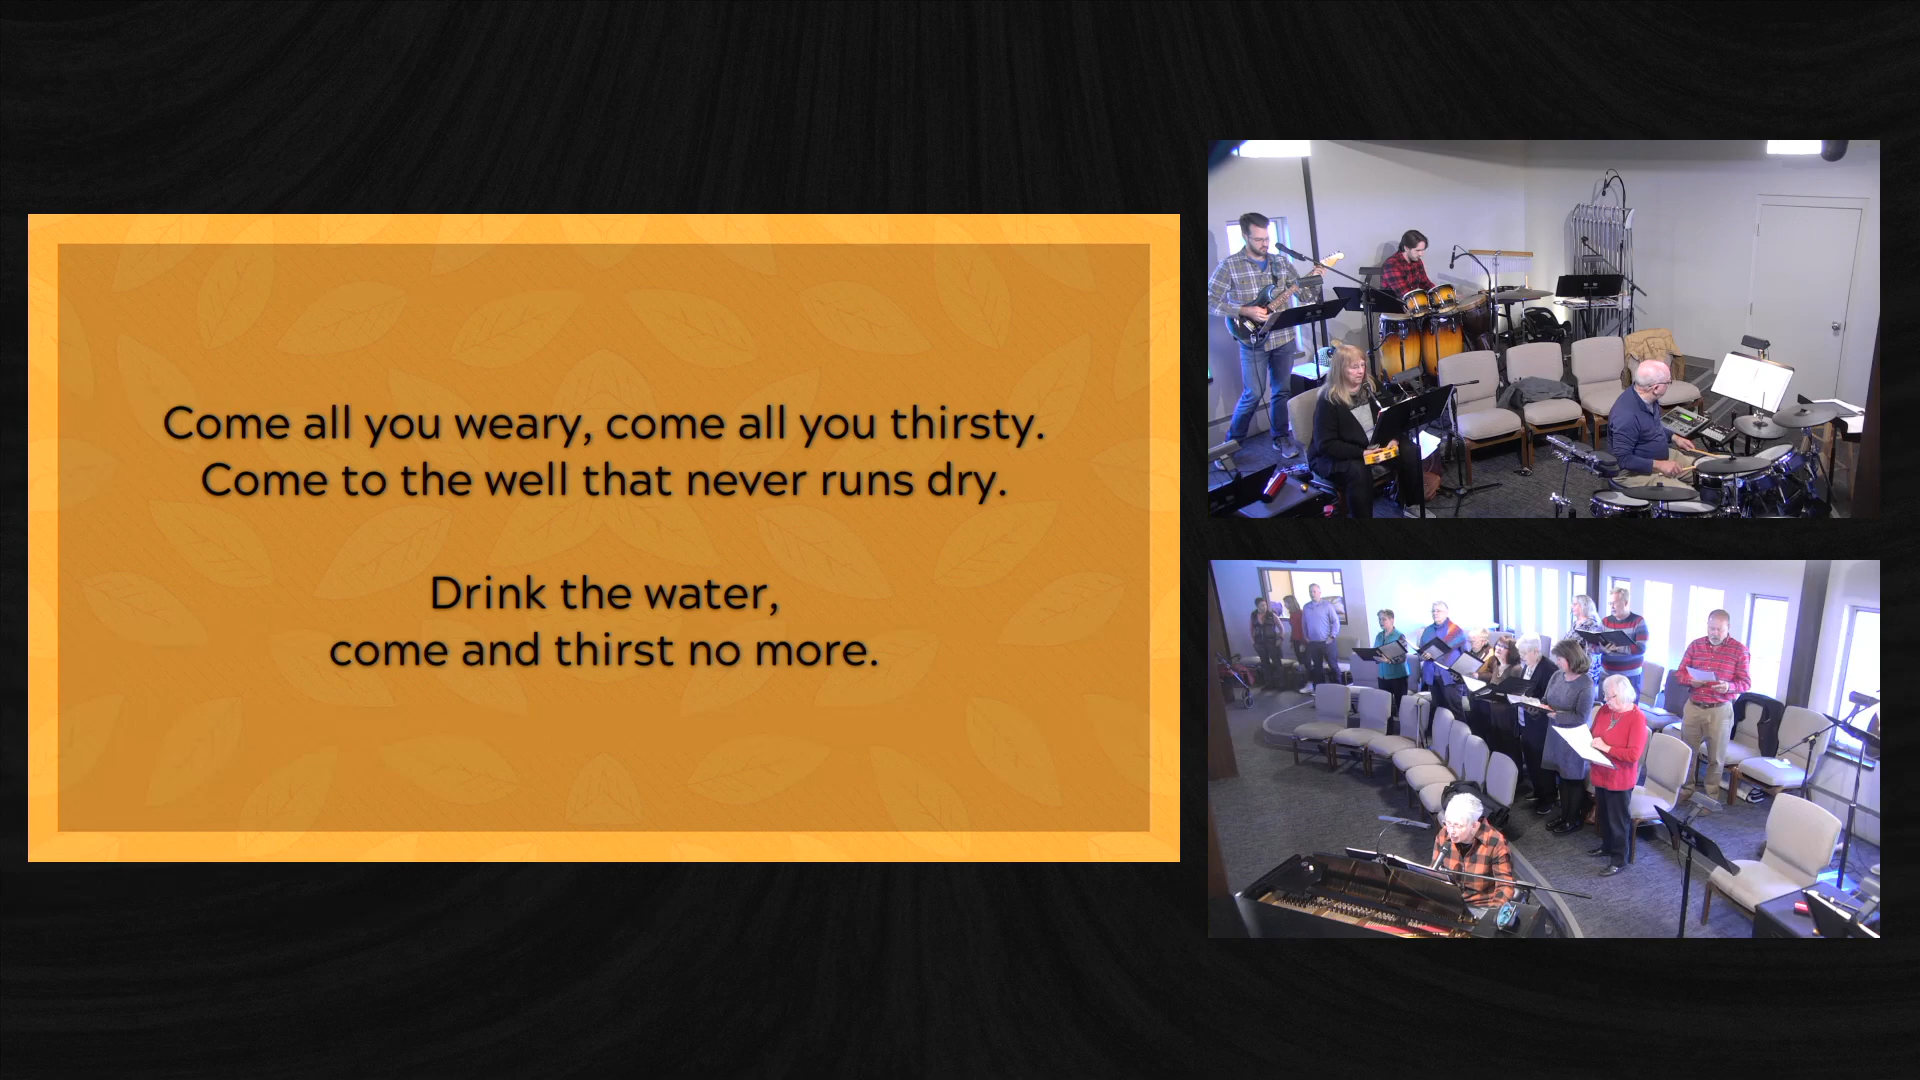 Come all you weary, come all you thirsty.
Come to the well that never runs dry.
Drink the water,
come and thirst no more.